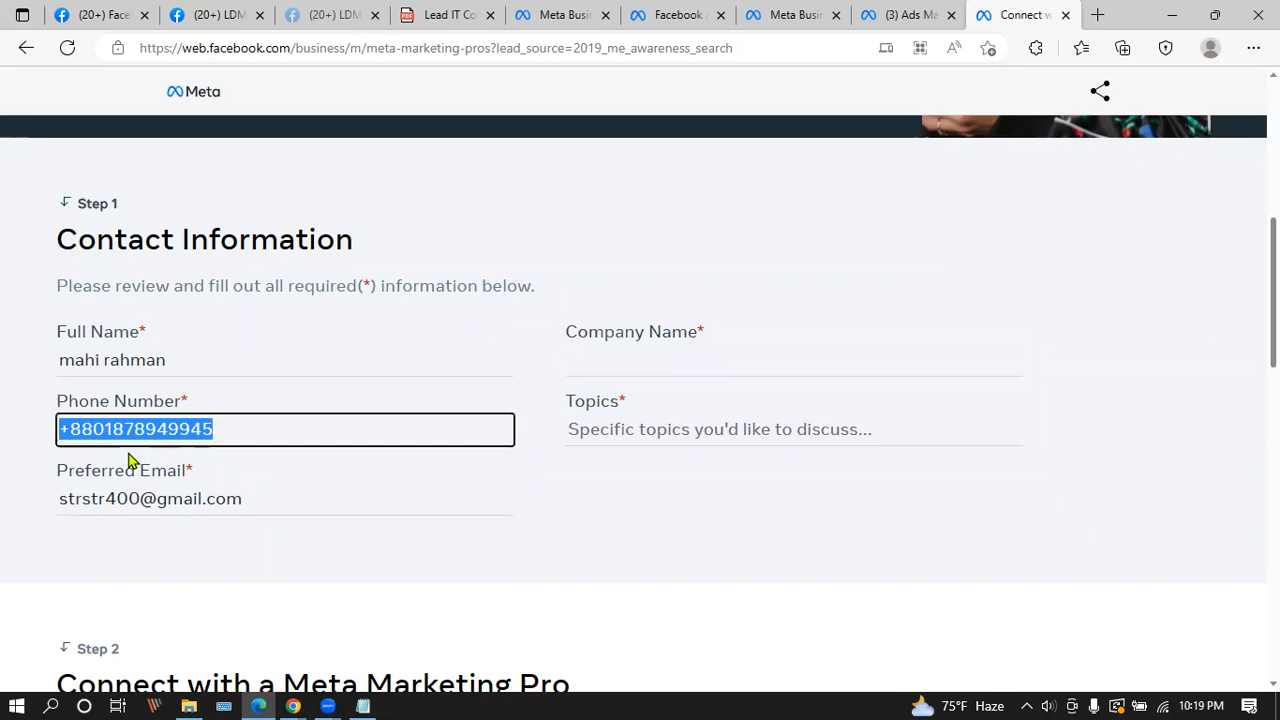 (20+) Face
(20+) LDM
(20+) LDM
Lead IT Co
Meta Busin
Facebook A
Meta Busin
(3) Ads Ma
Connect w
https://web.facebook.com/business/m/meta-marketing-pros?lead_source=2019_me_awareness_search
Meta
Step 1
Contact Information
Please review and fill out all required(*) information below.
Full Name*
mahi rahman
Company Name*
Phone Number*
+8801878949945
Topics*
Specific topics you'd like to discuss...
Preferred Email*
strstr400@gmail.com
Step 2
Connect with a Meta Marketing Pro
75°F Haze
10:19 PM